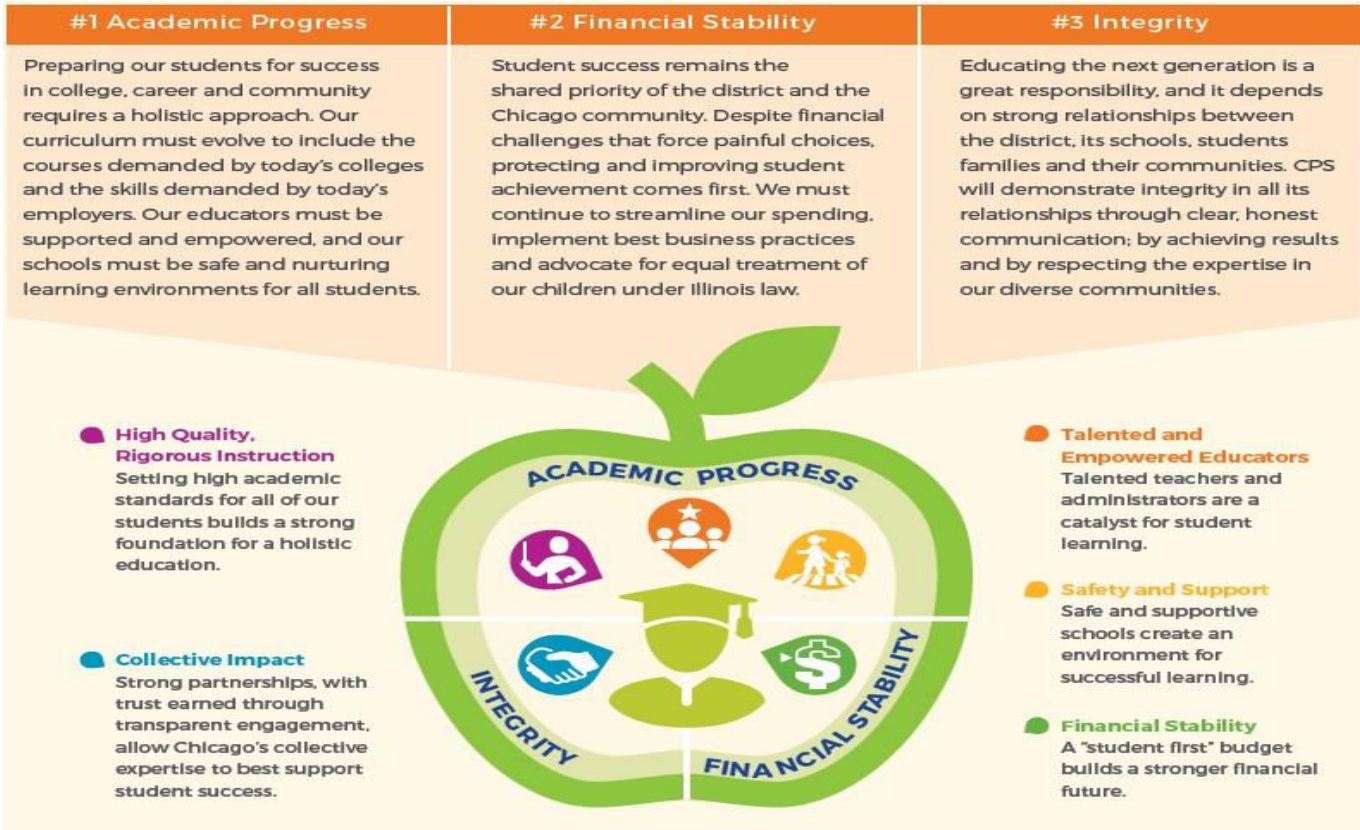 #1 Academic Progress
Preparing our students for success
in college, career and community
requires a holistic approach. Our
curriculum must evolve to include the
courses demanded by today's colleges
and the skills demanded by today's
employers. Our educators must be
supported and empowered, and our
schools must be safe and nurturing
learning environments for all students.
#2 Financial Stability
Student success remains the
shared priority of the district and the
Chicago community. Despite financial
challenges that force painful choices,
protecting and improving student
achievement comes first. We must
continue to streamline our spending,
implement best business practices
and advocate for equal treatment of
our children under Illinois law.
#3 Integrity
Educating the next generation is a
great responsibility, and it depends
on strong relationships between
the district, its schools, students
families and their communities. CPS
will demonstrate integrity in all its
relationships through clear, honest
communication; by achieving results
and by respecting the expertise in
our diverse communities.
High Quality,
Rigorous Instruction
Setting high academic
standards for all of our
students builds a strong
foundation for a holistic
education.
Collective Impact
Strong partnerships, with
trust earned through
transparent engagement,
allow Chicago's collective
expertise to best support
student success.
ACADEMIC PROGRESS
INTEGRITY
FINANCIAL STABILITY
$
Talented and
Empowered Educators
Talented teachers and
administrators are a
catalyst for student
learning.
Safety and Support
Safe and supportive
schools create an
environment for
successful learning.
Financial Stability
A "student first" budget
builds a stronger financial
future.